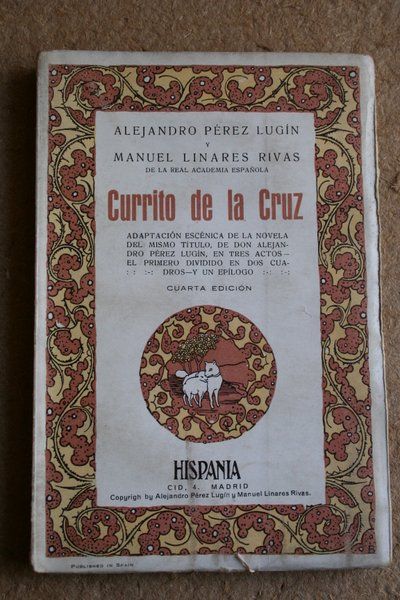 ALEJANDRO PÉREZ LUGÍN
Y
MANUEL LINARES RIVAS
DE LA REAL ACADEMIA ESPAÑOLA
Currito de la Cruz
ADAPTACIÓN ESCÉNICA DE LA NOVELA
DEL MISMO TÍTULO, DE DON ALEJAN-
DRO PÉREZ LUGÍN, EN TRES ACTOS—
EL PRIMERO DIVIDIDO EN DOS CUA-
: : :-: DROS—Y UN EPÍLOGO :-: :-:
CUARTA EDICIÓN
HISPANIA
CID, 4. MADRID
Copyrigh by Alejandro Pérez Lugín y Manuel Linares Rivas.
PUBLISHED IN SPAIN